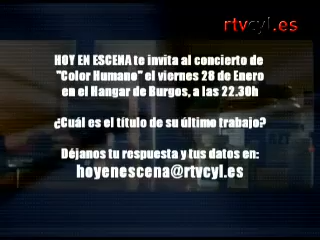 rtvcyl.es
HOY EN ESCENA te invita al concierto de
"Color Humano" el viernes 28 de Enero
en el Hangar de Burgos, a las 22.30h
¿Cuál es el título de su último trabajo?
Déjanos tu respuesta y tus datos en:
hoyenescena@rtvcyl.es